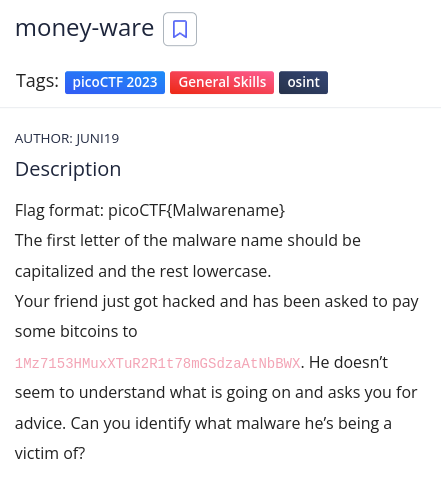 money-ware
Tags: picoCTF 2023 General Skills osint
AUTHOR: JUNI19
Description
Flag format: picoCTF{Malwarename}
The first letter of the malware name should be
capitalized and the rest lowercase.
Your friend just got hacked and has been asked to pay
some bitcoins to
1Mz7153HMuxXTuR2R1t78mGSdzaAtNbBWX. He doesn’t
seem to understand what is going on and asks you for
advice. Can you identify what malware he’s being a
victim of?